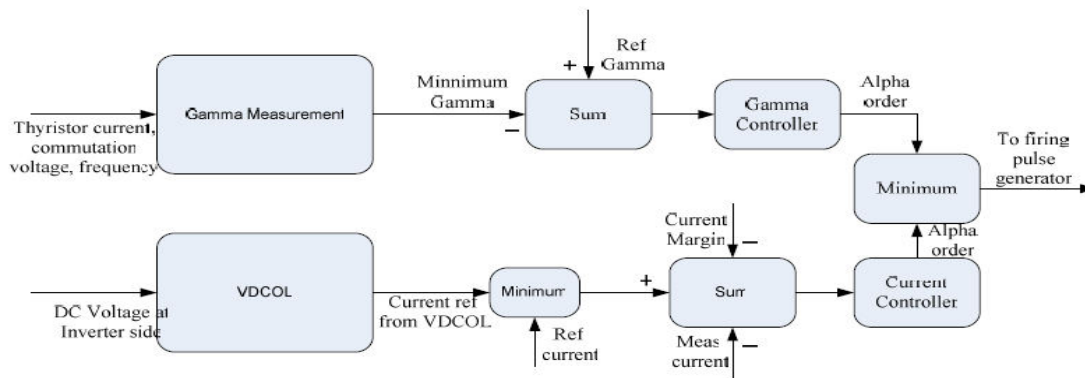 Thyristor current,
commutation
voltage, frequency
Gamma Measurement
Minnimum
Gamma
−
+
Ref
Gamma
Sum
Gamma
Controller
Alpha
order
Minimum
To firing
pulse
generator
DC Voltage at
Inverter side
VDCOL
Current ref
from VDCOL
Minimum
Ref
current
+
Current
Margin
−
Sum
Meas
current
−
Current
Controller
Alpha
order